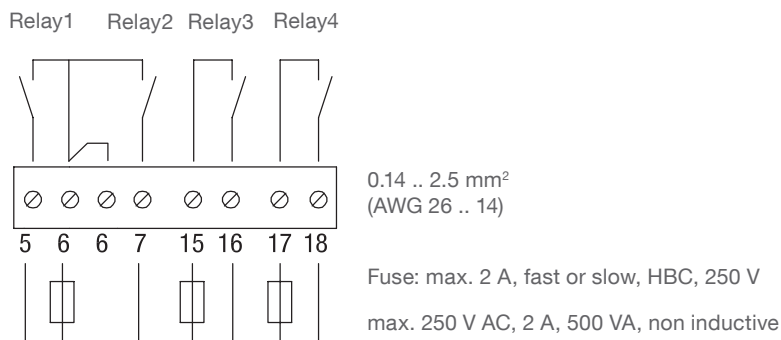 Relay1 Relay2 Relay3 Relay4
0.14 .. 2.5 mm²
(AWG 26 .. 14)
5 6 6 7 15 16 17 18
Fuse: max. 2 A, fast or slow, HBC, 250 V
max. 250 V AC, 2 A, 500 VA, non inductive